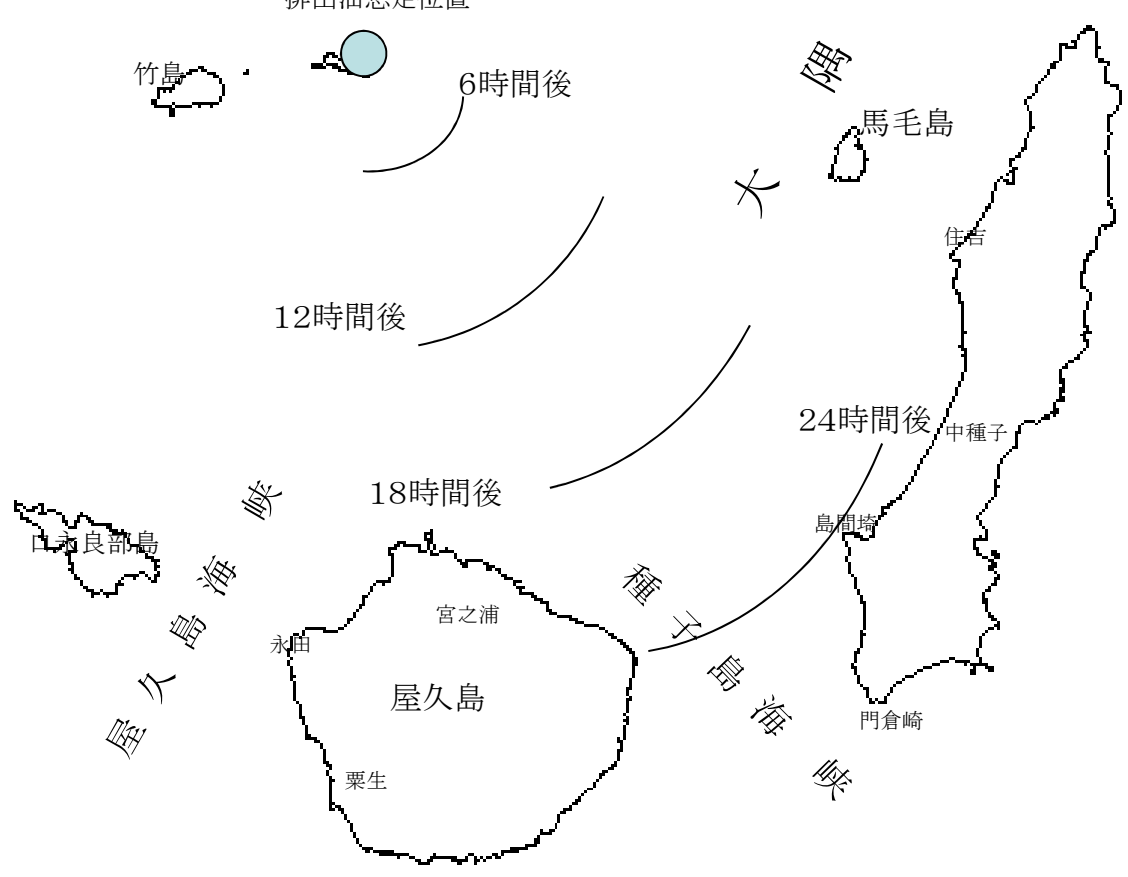 排出油想定位置
竹島
6時間後
大隅
馬毛島
住吉
12時間後
24時間後
中種子
18時間後
島間埼
口永良部島
屋久島海峡
種子島海峡
宮之浦
永田
屋久島
門倉崎
粟生